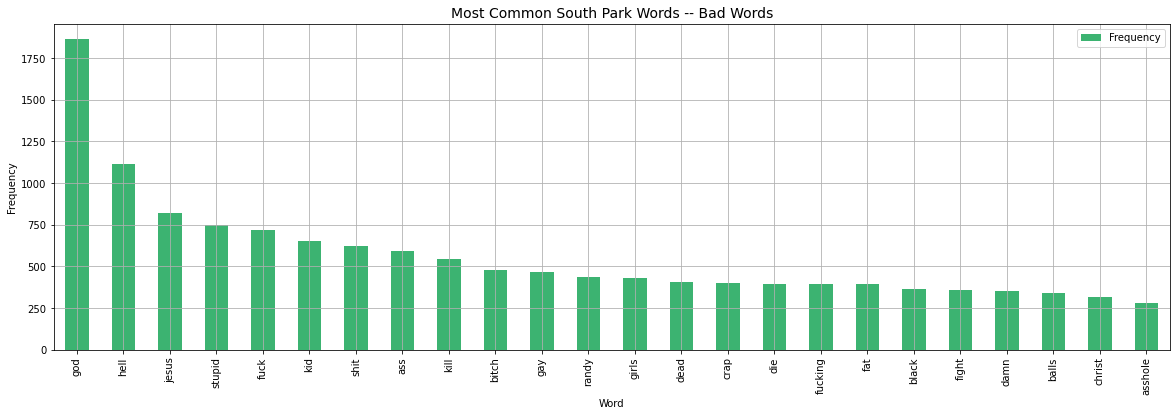 Most Common South Park Words -- Bad Words
Frequency
1750
1500
1250
1000
750
500
250
0
Frequency
god
hell
jesus
stupid
fuck
kid
shit
ass
kill
bitch
gay
randy
girls
dead
crap
die
fucking
fat
black
fight
damn
balls
christ
asshole
Word